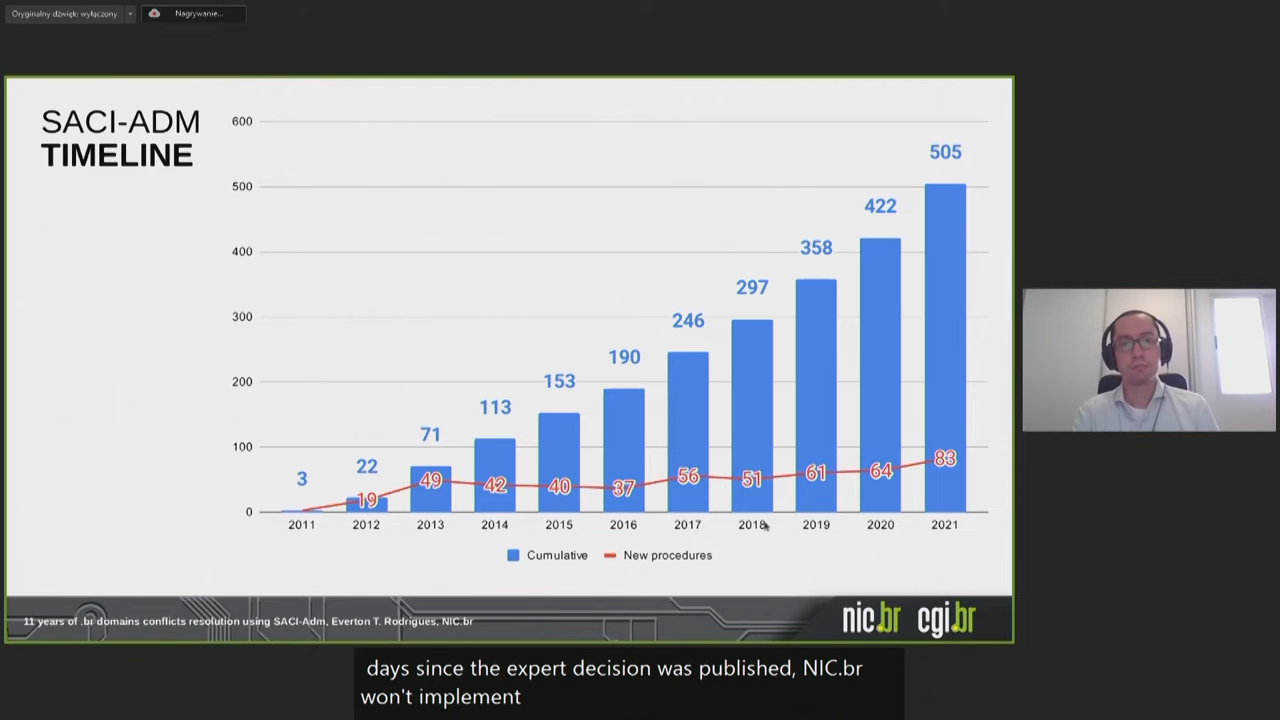 Oryginalny dźwięk: wyłączony
Nagrywanie...
SACI-ADM
TIMELINE
600
500
400
300
200
100
0
3
22
71
113
153
190
246
297
358
422
505
19
49
42
40
37
56
51
61
64
83
2011 2012 2013 2014 2015 2016 2017 2018 2019 2020 2021
Cumulative New procedures
11 years of .br domains conflicts resolution using SACI-Adm, Everton T. Rodrigues, NIC.br
nic.br cgi.br
days since the expert decision was published, NIC.br
won't implement